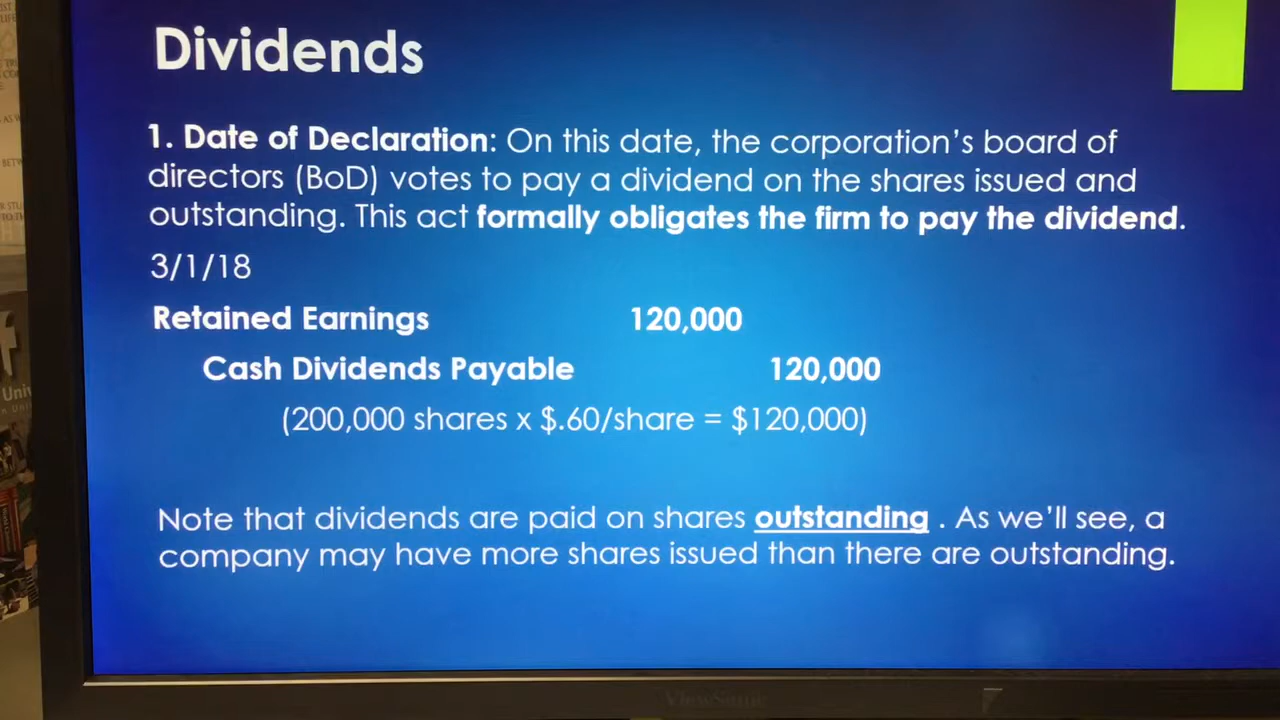 Dividends
1. Date of Declaration: On this date, the corporation's board of
directors (BoD) votes to pay a dividend on the shares issued and
outstanding. This act formally obligates the firm to pay the dividend.
3/1/18
Retained Earnings 120,000
Cash Dividends Payable 120,000
(200,000 shares x $.60/share = $120,000)
Note that dividends are paid on shares outstanding . As we'll see, a
company may have more shares issued than there are outstanding.
ViewSonic